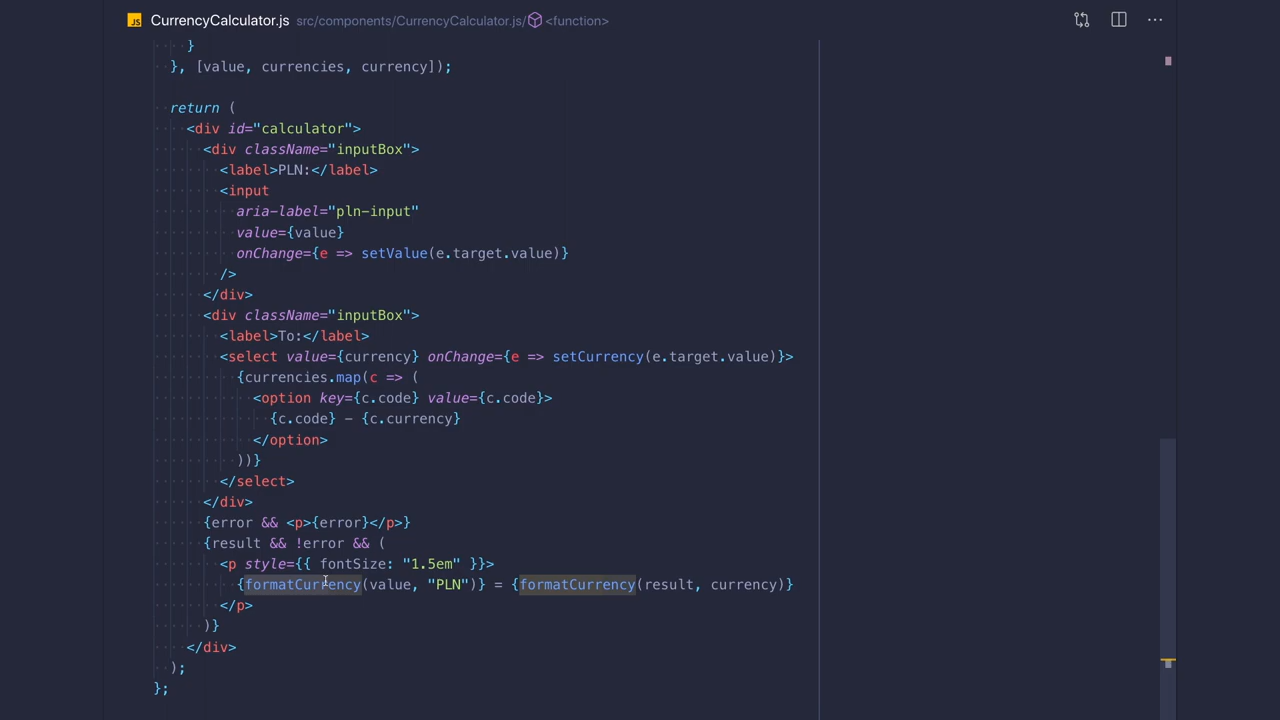 JS CurrencyCalculator.js src/components/CurrencyCalculator.js/ <function>
}
}, [value, currencies, currency]);
return (
<div id="calculator">
<div className="inputBox">
<label>PLN:</label>
<input
aria-label="pln-input"
value={value}
onChange={e => setValue(e.target.value)}
/>
</div>
<div className="inputBox">
<label>To:</label>
<select value={currency} onChange={e => setCurrency(e.target.value)}>
{currencies.map(c => (
<option key={c.code} value={c.code}>
{c.code} - {c.currency}
</option>
))}
</select>
</div>
{error && <p>{error}</p>}
{result && !error && (
<p style={{ fontSize: "1.5em" }}>
{formatCurrency(value, "PLN")} = {formatCurrency(result, currency)}
</p>
)}
</div>
);
};